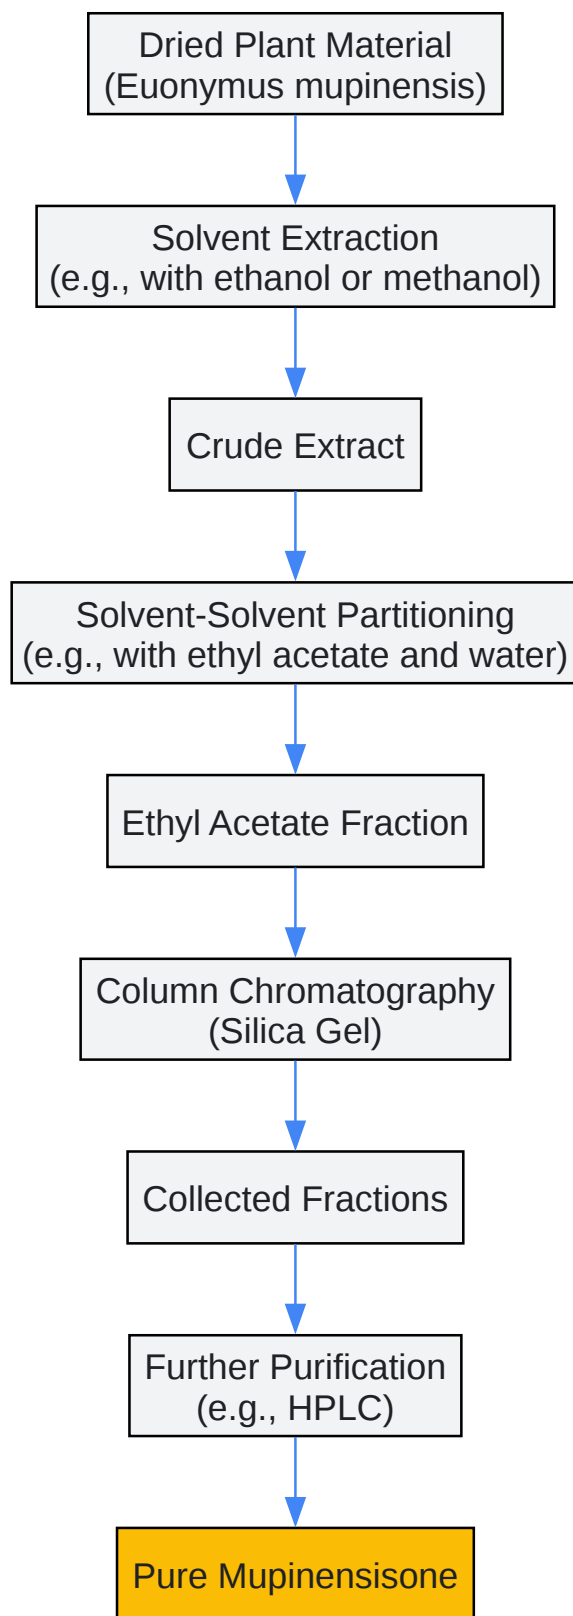 Dried Plant Material
(Euonymus mupinensis)
Solvent Extraction
(e.g., with ethanol or methanol)
Crude Extract
Solvent-Solvent Partitioning
(e.g., with ethyl acetate and water)
Ethyl Acetate Fraction
Column Chromatography
(Silica Gel)
Collected Fractions
Further Purification
(e.g., HPLC)
Pure Mupinensisone